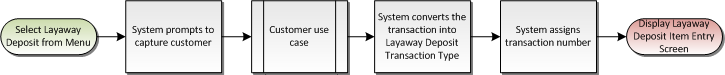 Select Layaway
Deposit from Menu
System prompts to
capture customer
Customer use
case
System converts the
transaction into
Layaway Deposit
Transaction Type
System assigns
transaction number
Display Layaway
Deposit Item Entry
Screen